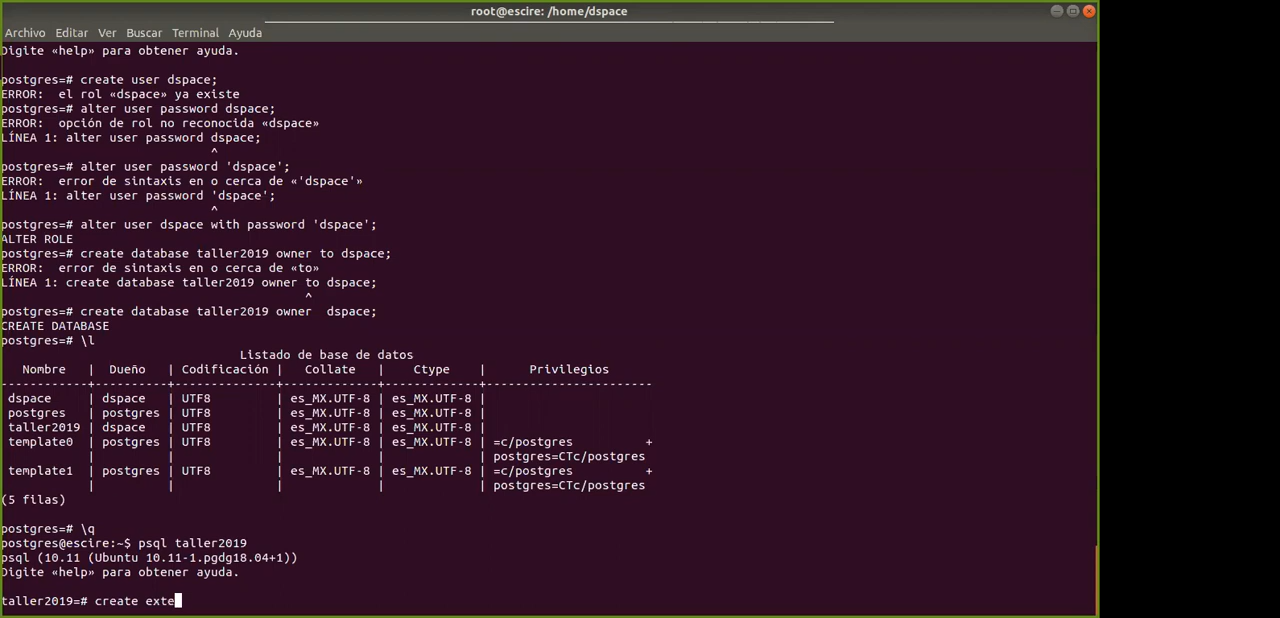 root@escire: /home/dspace
Archivo Editar Ver Buscar Terminal Ayuda
Digite «help» para obtener ayuda.
postgres=# create user dspace;
ERROR:  el rol «dspace» ya existe
postgres=# alter user password dspace;
ERROR:  opción de rol no reconocida «dspace»
LÍNEA 1: alter user password dspace;
                             ^
postgres=# alter user password 'dspace';
ERROR:  error de sintaxis en o cerca de «'dspace'»
LÍNEA 1: alter user password 'dspace';
                             ^
postgres=# alter user dspace with password 'dspace';
ALTER ROLE
postgres=# create database taller2019 owner to dspace;
ERROR:  error de sintaxis en o cerca de «to»
LÍNEA 1: create database taller2019 owner to dspace;
                                          ^
postgres=# create database taller2019 owner  dspace;
CREATE DATABASE
postgres=# \l
                                 Listado de base de datos
   Nombre   |  Dueño   | Codificación |   Collate   |    Ctype    |      Privilegios
------------+----------+--------------+-------------+-------------+-----------------------
 dspace     | dspace   | UTF8         | es_MX.UTF-8 | es_MX.UTF-8 |
 postgres   | postgres | UTF8         | es_MX.UTF-8 | es_MX.UTF-8 |
 taller2019 | dspace   | UTF8         | es_MX.UTF-8 | es_MX.UTF-8 |
 template0  | postgres | UTF8         | es_MX.UTF-8 | es_MX.UTF-8 | =c/postgres          +
            |          |              |             |             | postgres=CTc/postgres
 template1  | postgres | UTF8         | es_MX.UTF-8 | es_MX.UTF-8 | =c/postgres          +
            |          |              |             |             | postgres=CTc/postgres
(5 filas)
postgres=# \q
postgres@escire:~$ psql taller2019
psql (10.11 (Ubuntu 10.11-1.pgdg18.04+1))
Digite «help» para obtener ayuda.
taller2019=# create exte